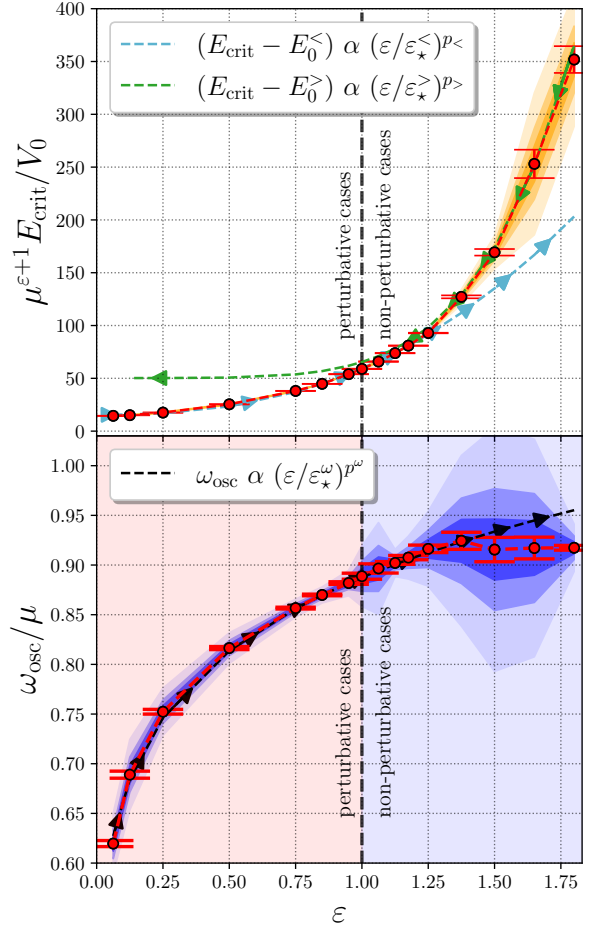 400
350
300
250
200
150
100
50
0
μ^{ε+1}E_crit/V_0
(E_crit − E_0^<) α (ε/ε_⋆^<)^{p_<}
(E_crit − E_0^>) α (ε/ε_⋆^>)^{p_>}
perturbative cases
non-perturbative cases
1.00
0.95
0.90
0.85
0.80
0.75
0.70
0.65
0.60
ω_osc/μ
ω_osc α (ε/ε_⋆^ω)^{p^ω}
perturbative cases
non-perturbative cases
0.00 0.25 0.50 0.75 1.00 1.25 1.50 1.75
ε